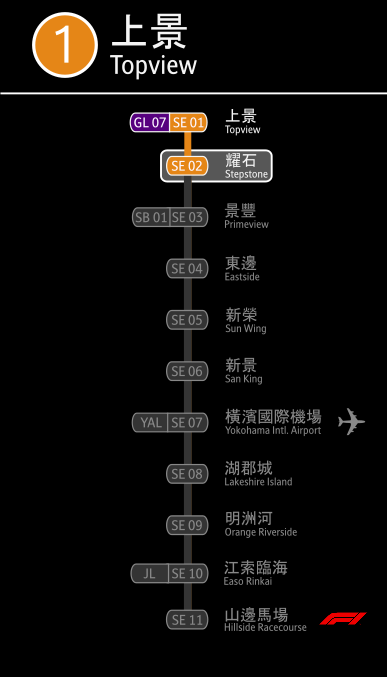 1
上景
Topview
GL 07 SE 01 上景
Topview
SE 02 耀石
Stepstone
SB 01 SE 03 景豐
Primeview
SE 04 東邊
Eastside
SE 05 新榮
Sun Wing
SE 06 新景
San King
YAL SE 07 橫濱國際機場
Yokohama Intl. Airport
SE 08 湖郡城
Lakeshire Island
SE 09 明洲河
Orange Riverside
JL SE 10 江索臨海
Easo Rinkai
SE 11 山邊馬場
Hillside Racecourse